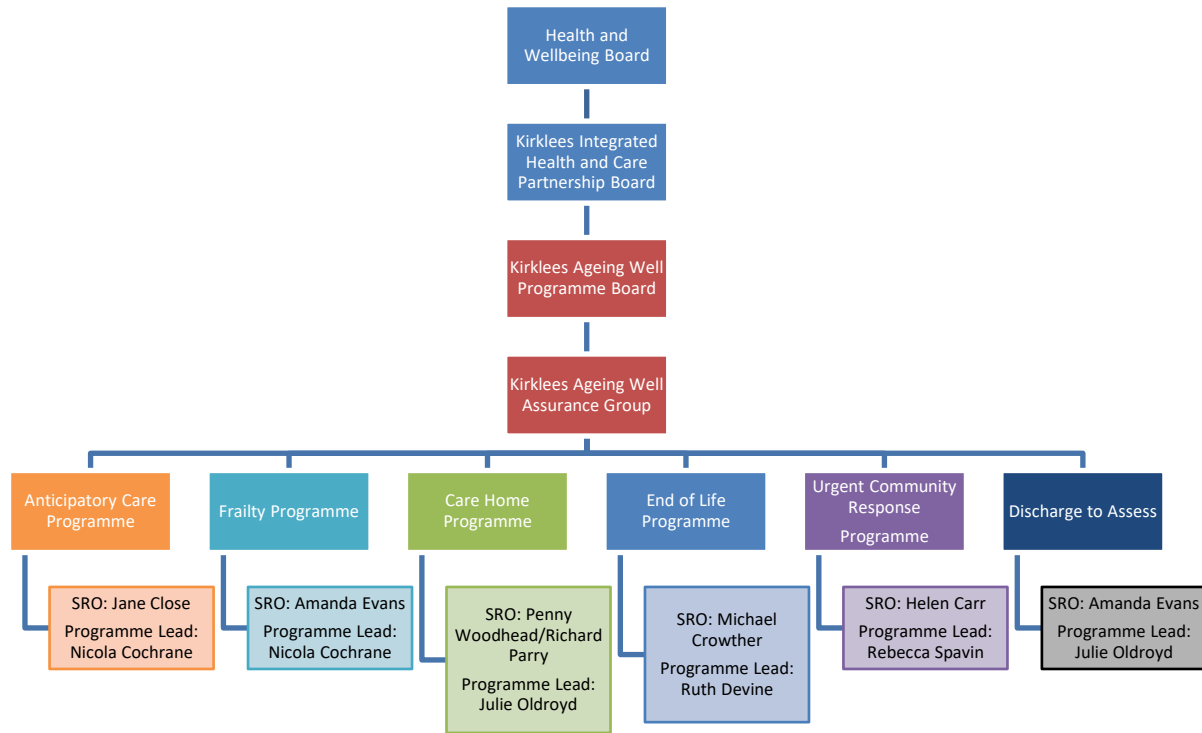 Health and
Wellbeing Board
Kirklees Integrated
Health and Care
Partnership Board
Kirklees Ageing Well
Programme Board
Kirklees Ageing Well
Assurance Group
Anticipatory Care
Programme
Frailty Programme
Care Home
Programme
End of Life
Programme
Urgent Community
Response
Programme
Discharge to Assess
SRO: Jane Close
Programme Lead:
Nicola Cochrane
SRO: Amanda Evans
Programme Lead:
Nicola Cochrane
SRO: Penny
Woodhead/Richard
Parry
Programme Lead:
Julie Oldroyd
SRO: Michael
Crowther
Programme Lead:
Ruth Devine
SRO: Helen Carr
Programme Lead:
Rebecca Spavin
SRO: Amanda Evans
Programme Lead:
Julie Oldroyd